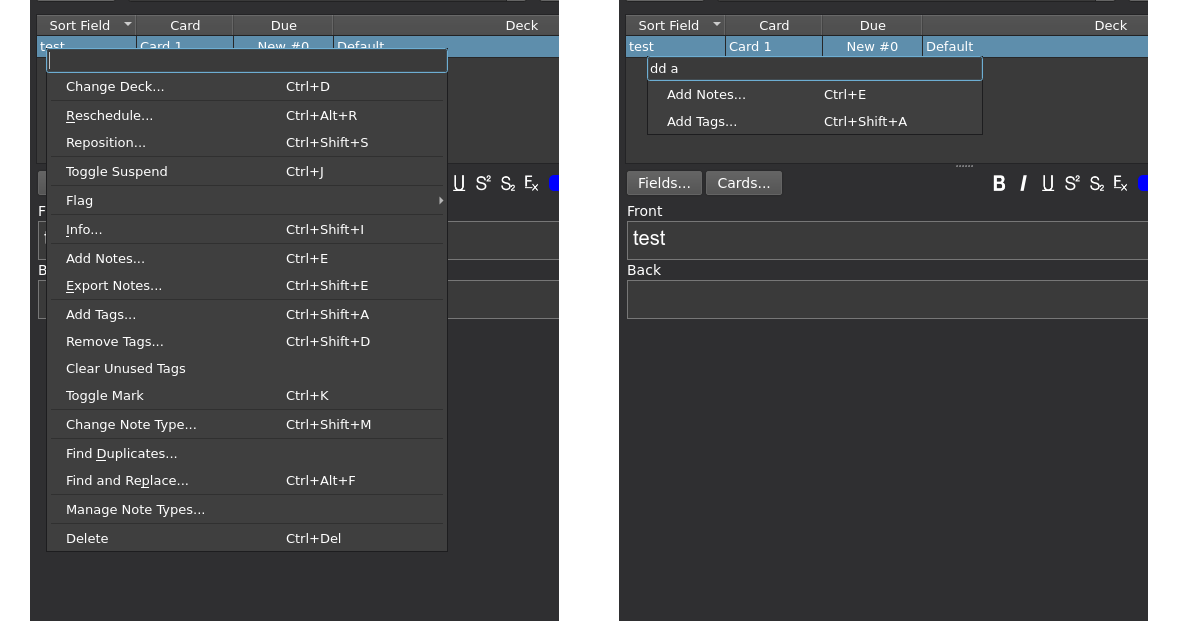 Sort Field Card Due Deck
test Card 1 New #0 Default
Change Deck... Ctrl+D
Reschedule... Ctrl+Alt+R
Reposition... Ctrl+Shift+S
Toggle Suspend Ctrl+J
Flag
Info... Ctrl+Shift+I
Add Notes... Ctrl+E
Export Notes... Ctrl+Shift+E
Add Tags... Ctrl+Shift+A
Remove Tags... Ctrl+Shift+D
Clear Unused Tags
Toggle Mark Ctrl+K
Change Note Type... Ctrl+Shift+M
Find Duplicates...
Find and Replace... Ctrl+Alt+F
Manage Note Types...
Delete Ctrl+Del
U S² S₂ Eₓ
F
B
Sort Field Card Due Deck
test Card 1 New #0 Default
dd a
Add Notes... Ctrl+E
Add Tags... Ctrl+Shift+A
Fields... Cards... B I U S² S₂ Eₓ
Front
test
Back